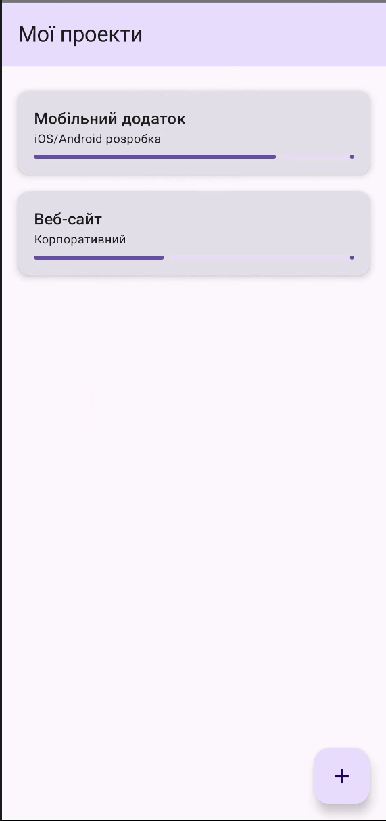 Мої проекти
Мобільний додаток
iOS/Android розробка
Веб-сайт
Корпоративний
+